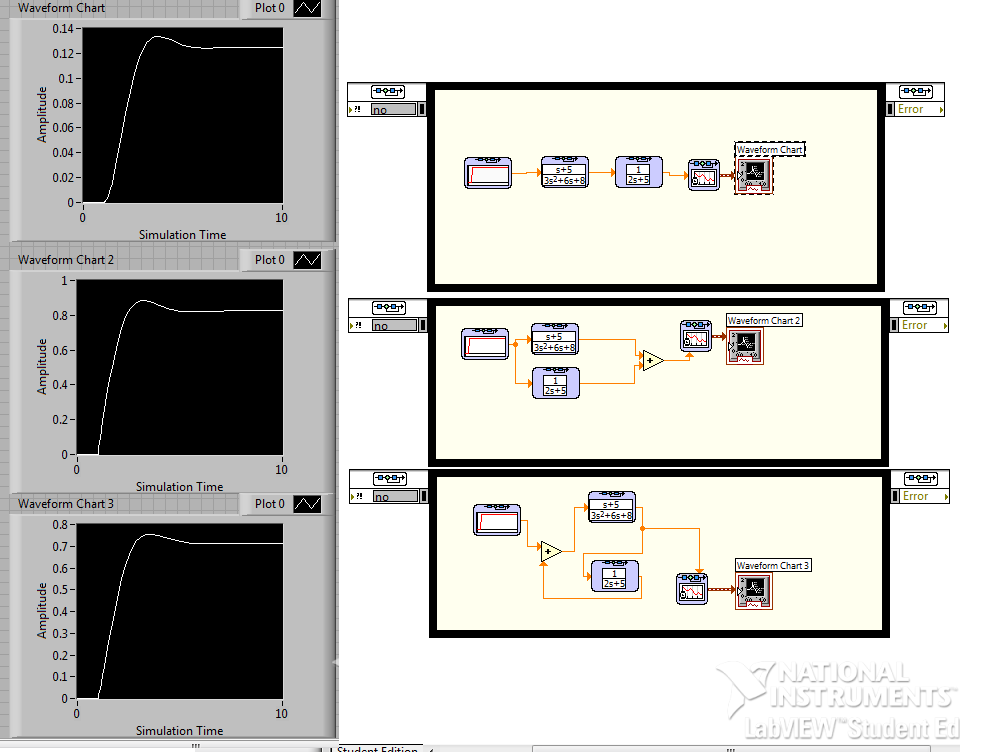 Waveform Chart
Plot 0
0.14
0.12
0.1
0.08
0.06
0.04
0.02
0
Amplitude
0
10
Simulation Time
Waveform Chart 2
Plot 0
1
0.8
0.6
0.4
0.2
0
Amplitude
0
10
Simulation Time
Waveform Chart 3
Plot 0
0.8
0.7
0.6
0.5
0.4
0.3
0.2
0.1
0
Amplitude
0
10
Simulation Time
?!
no
Error
s+5
3s²+6s+8
1
2s+5
Waveform Chart
?!
no
Error
s+5
3s²+6s+8
1
2s+5
+
Waveform Chart 2
?!
no
Error
s+5
3s²+6s+8
1
2s+5
+
Waveform Chart 3
NATIONAL
INSTRUMENTS™
LabVIEW™ Student Ed
Student Edition